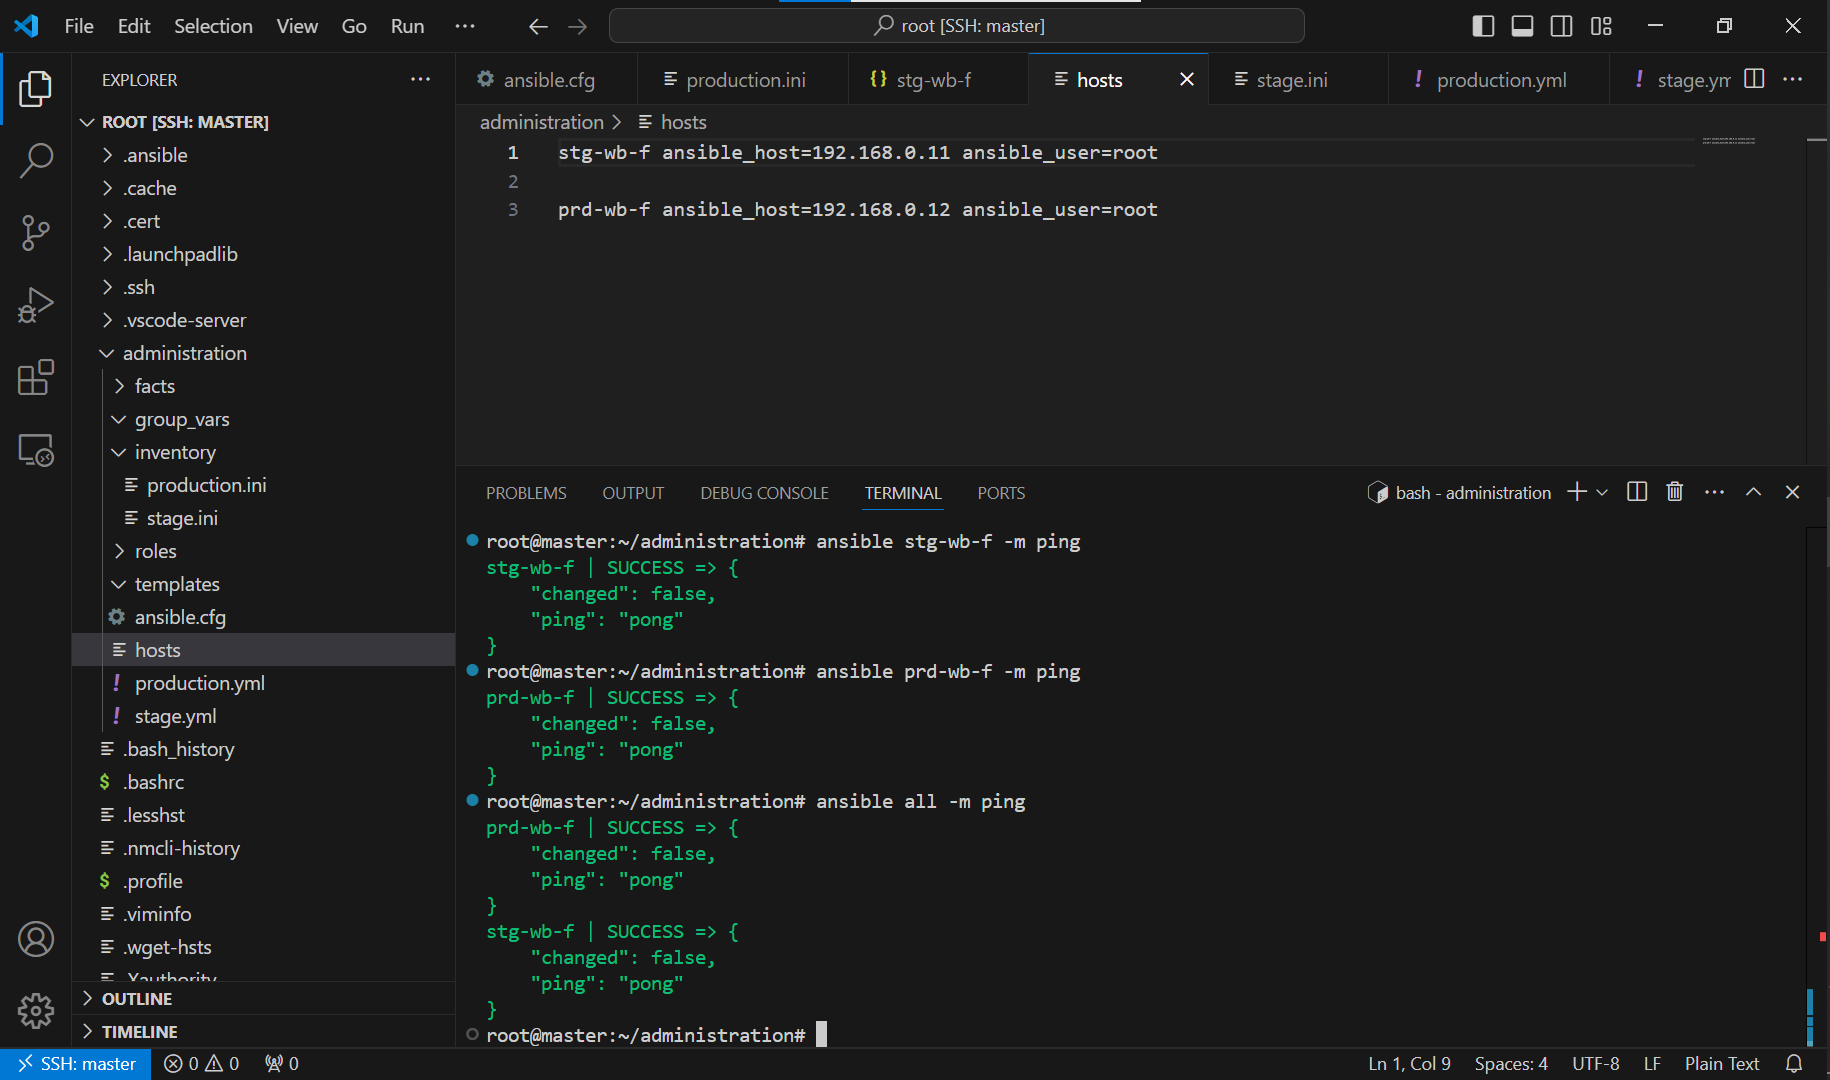 File Edit Selection View Go Run ···
root [SSH: master]
EXPLORER
ROOT [SSH: MASTER]
.ansible
.cache
.cert
.launchpadlib
.ssh
.vscode-server
administration
facts
group_vars
inventory
production.ini
stage.ini
roles
templates
ansible.cfg
hosts
production.yml
stage.yml
.bash_history
.bashrc
.lesshst
.nmcli-history
.profile
.viminfo
.wget-hsts
.Xauthority
OUTLINE
TIMELINE
ansible.cfg production.ini stg-wb-f hosts stage.ini production.yml stage.ym
administration > hosts
1 stg-wb-f ansible_host=192.168.0.11 ansible_user=root
2
3 prd-wb-f ansible_host=192.168.0.12 ansible_user=root
PROBLEMS OUTPUT DEBUG CONSOLE TERMINAL PORTS
bash - administration
root@master:~/administration# ansible stg-wb-f -m ping
stg-wb-f | SUCCESS => {
"changed": false,
"ping": "pong"
}
root@master:~/administration# ansible prd-wb-f -m ping
prd-wb-f | SUCCESS => {
"changed": false,
"ping": "pong"
}
root@master:~/administration# ansible all -m ping
prd-wb-f | SUCCESS => {
"changed": false,
"ping": "pong"
}
stg-wb-f | SUCCESS => {
"changed": false,
"ping": "pong"
}
root@master:~/administration#
SSH: master 0 0 0
Ln 1, Col 9 Spaces: 4 UTF-8 LF Plain Text